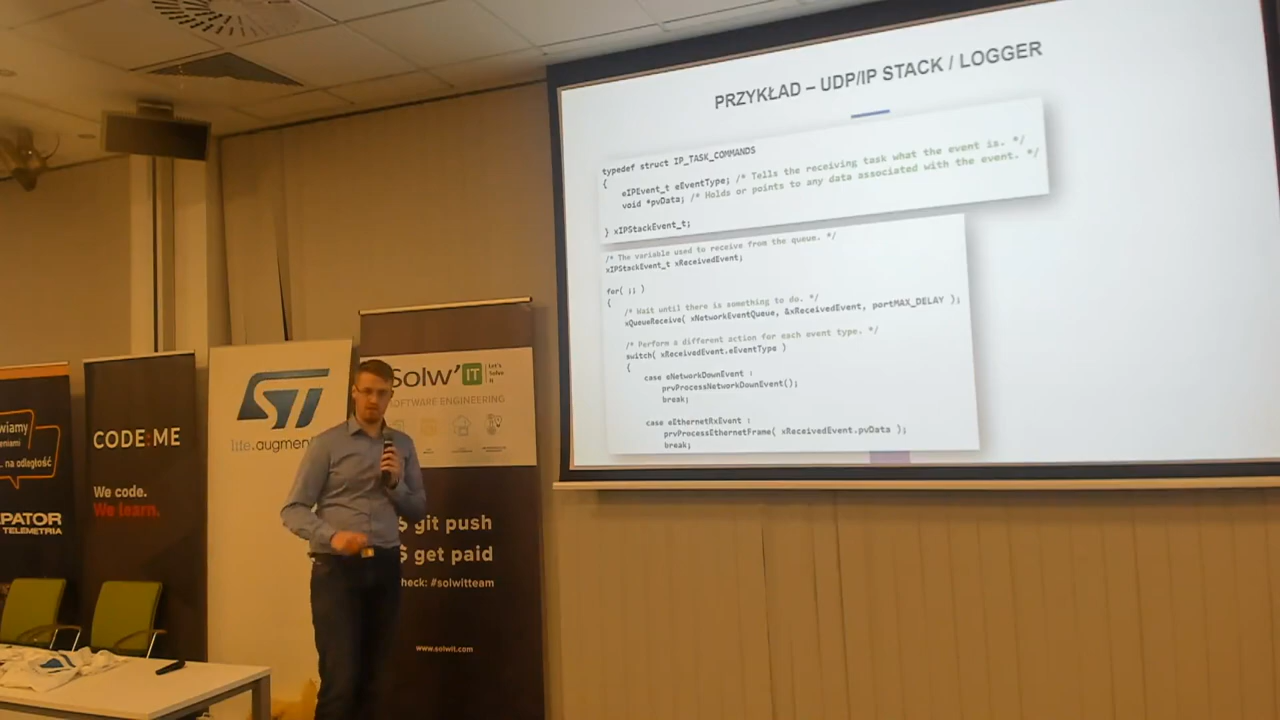 PRZYKŁAD – UDP/IP STACK / LOGGER
typedef struct IP_TASK_COMMANDS
{
eIPEvent_t eEventType; /* Tells the receiving task what the event is. */
void *pvData; /* Holds or points to any data associated with the event. */
} xIPStackEvent_t;
/* The variable used to receive from the queue. */
xIPStackEvent_t xReceivedEvent;
for( ;; )
{
/* Wait until there is something to do. */
xQueueReceive( xNetworkEventQueue, &xReceivedEvent, portMAX_DELAY );
/* Perform a different action for each event type. */
switch( xReceivedEvent.eEventType )
{
case eNetworkDownEvent :
prvProcessNetworkDownEvent();
break;
case eEthernetRxEvent :
prvProcessEthernetFrame( xReceivedEvent.pvData );
break;
na odległość
TELEMETRIA
CODE:ME
We code.
We learn.
ST
life.augmen
Solw'IT
Let's
Solve
It
SOFTWARE ENGINEERING
$ git push
$ get paid
heck: #solwitteam
www.solwit.com